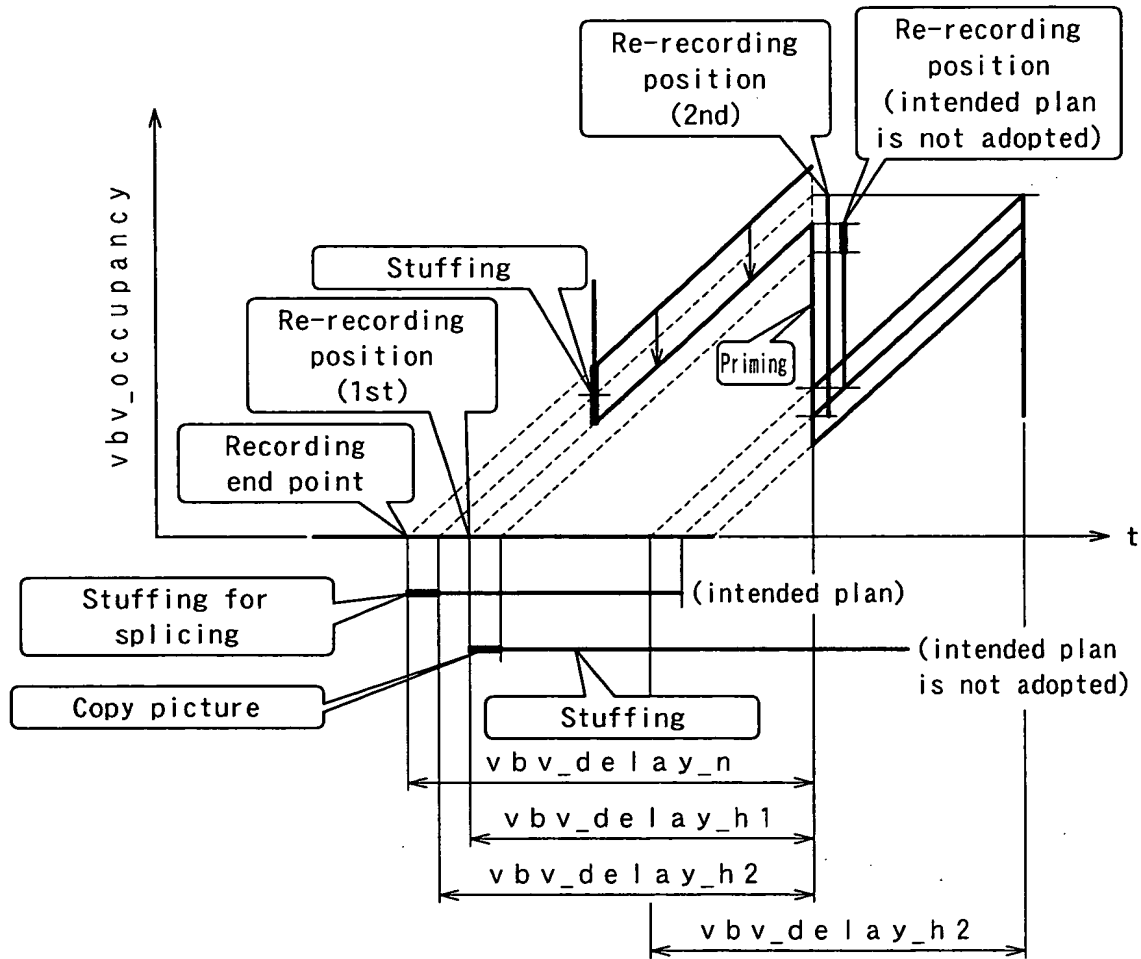 Re-recording
position
(2nd)
Re-recording
position
(intended plan
is not adopted)
vbv_occupancy
Stuffing
Re-recording
position
(1st)
Priming
Recording
end point
t
Stuffing for
splicing
(intended plan)
(intended plan
is not adopted)
Copy picture
Stuffing
vbv_delay_n
vbv_delay_h1
vbv_delay_h2
vbv_delay_h2